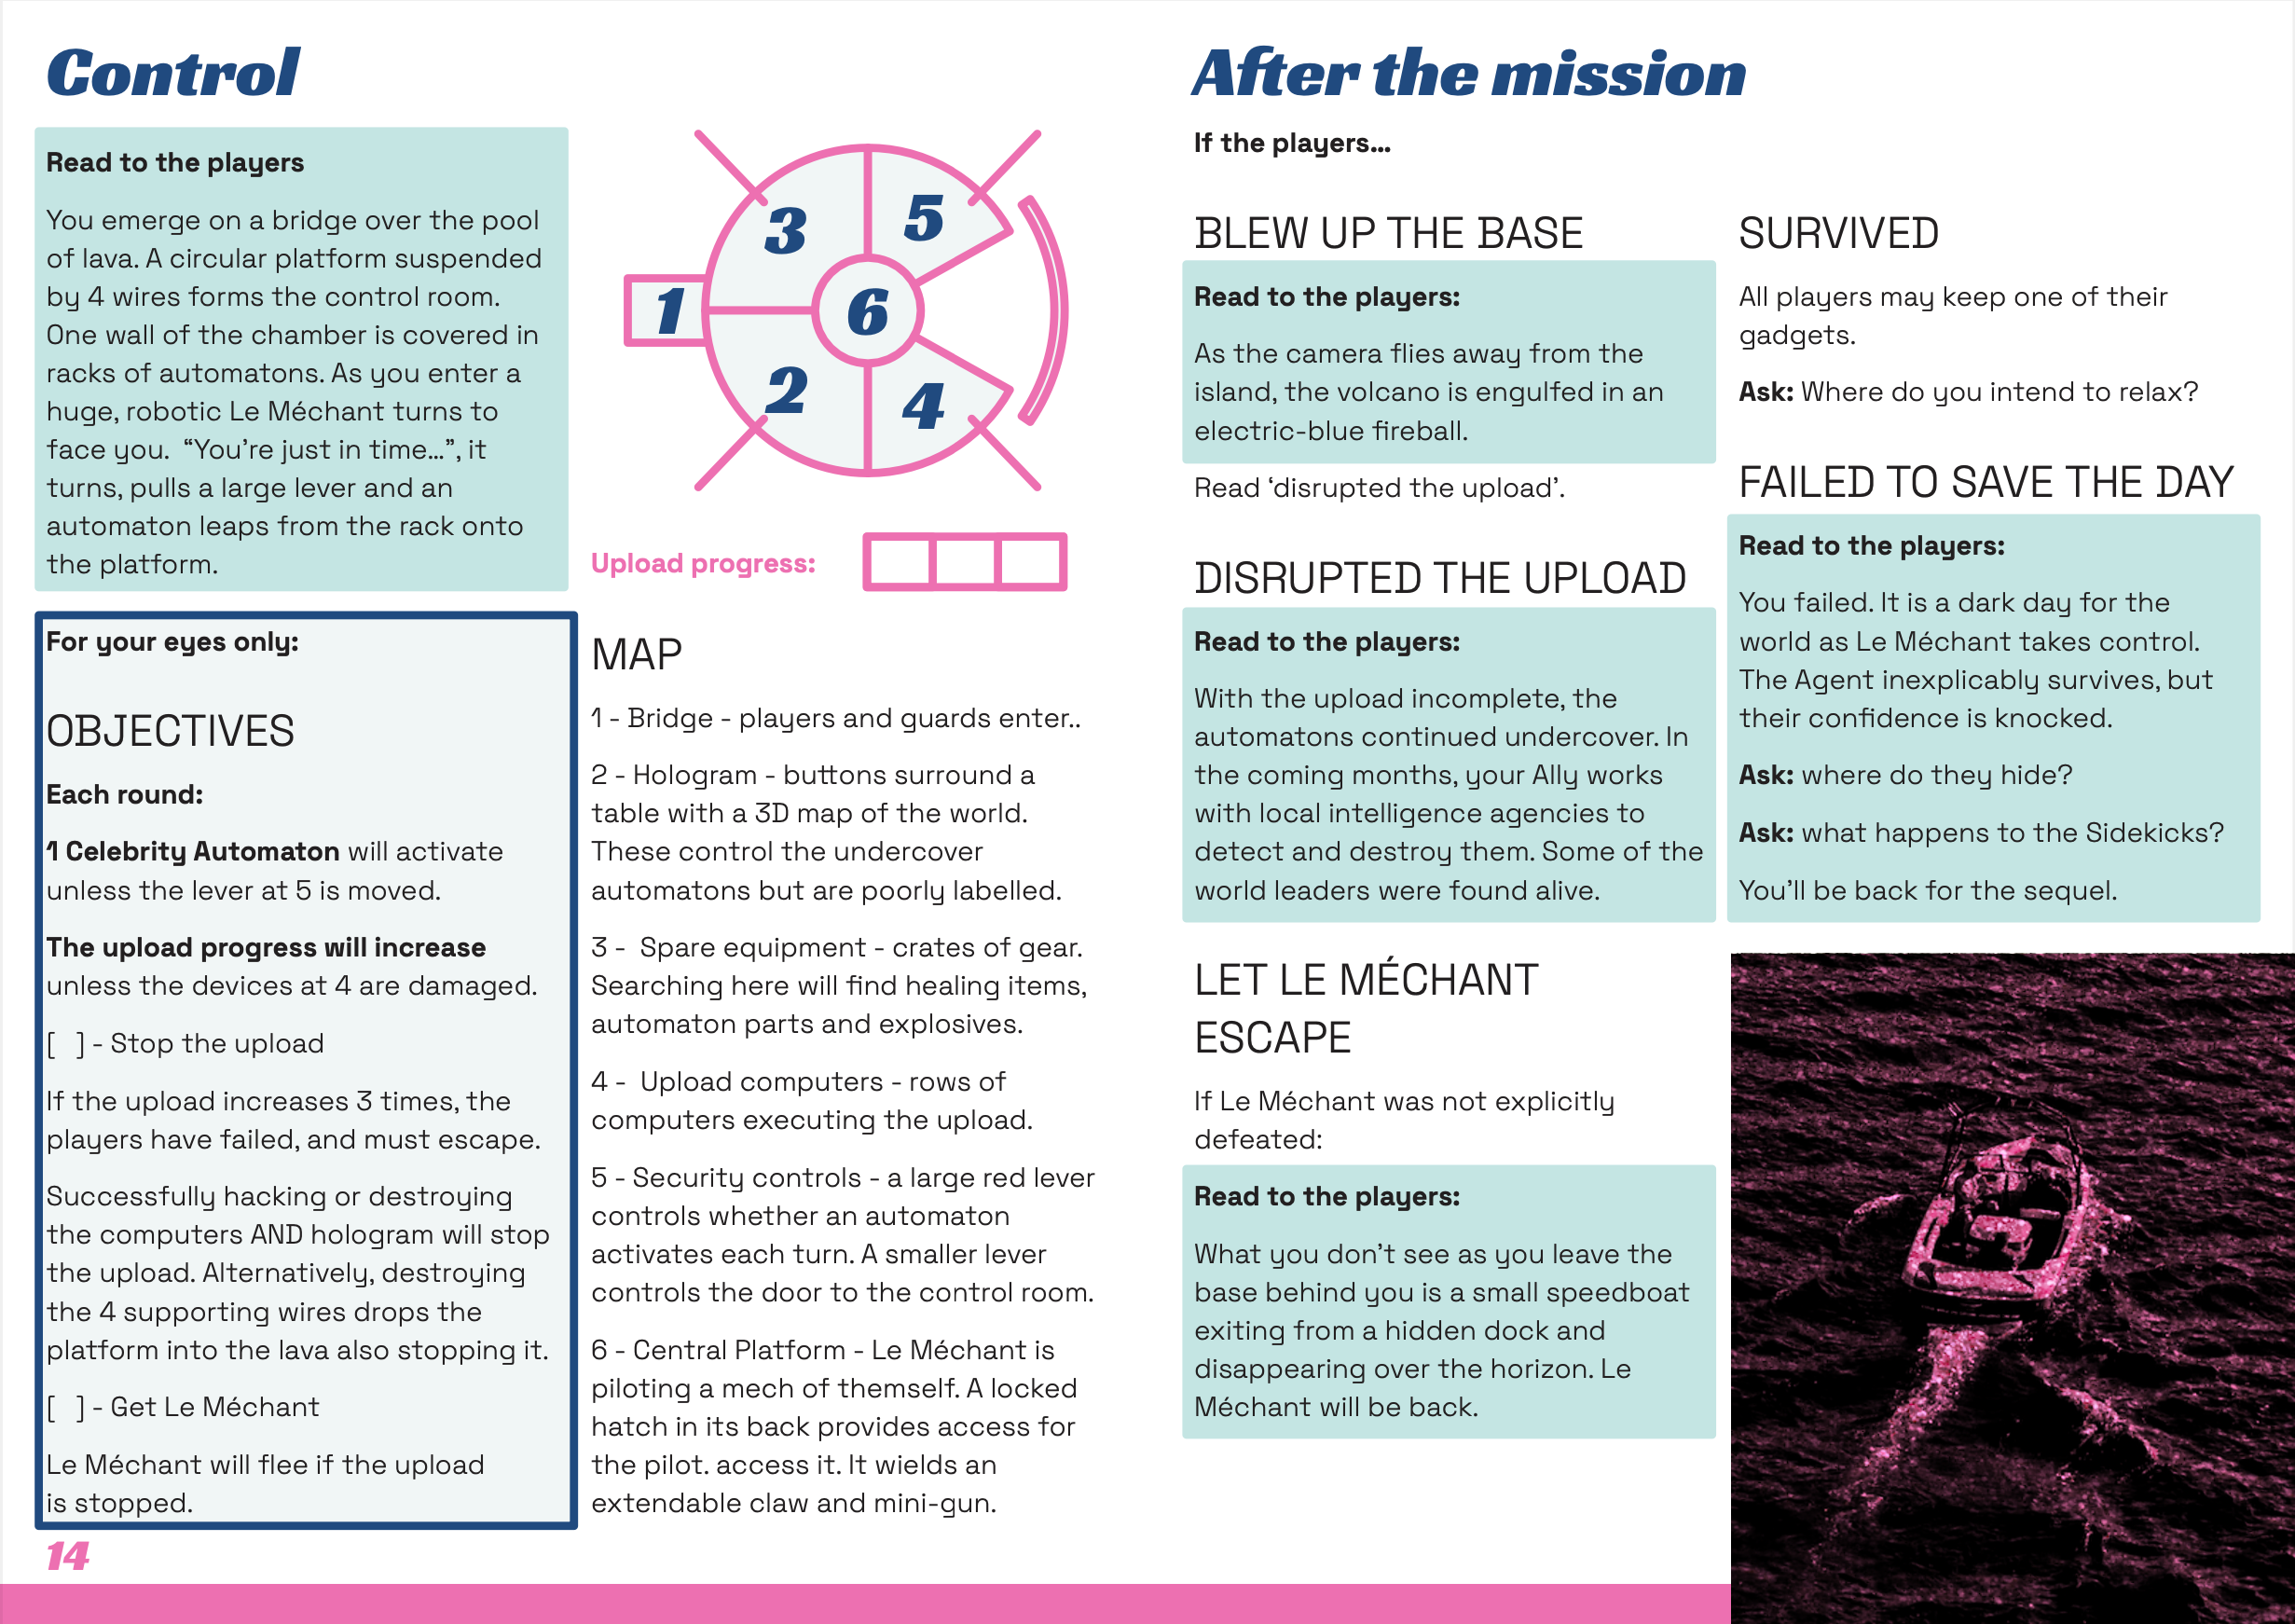 Control
Read to the players
You emerge on a bridge over the pool
of lava. A circular platform suspended
by 4 wires forms the control room.
One wall of the chamber is covered in
racks of automatons. As you enter a
huge, robotic Le Méchant turns to
face you.  “You’re just in time...”, it
turns, pulls a large lever and an
automaton leaps from the rack onto
the platform.
For your eyes only:
OBJECTIVES
Each round:
1 Celebrity Automaton will activate
unless the lever at 5 is moved.
The upload progress will increase
unless the devices at 4 are damaged.
[  ] - Stop the upload
If the upload increases 3 times, the
players have failed, and must escape.
Successfully hacking or destroying
the computers AND hologram will stop
the upload. Alternatively, destroying
the 4 supporting wires drops the
platform into the lava also stopping it.
[  ] - Get Le Méchant
Le Méchant will flee if the upload
is stopped.
14
3
5
1
6
2
4
Upload progress:
MAP
1 - Bridge - players and guards enter..
2 - Hologram - buttons surround a
table with a 3D map of the world.
These control the undercover
automatons but are poorly labelled.
3 -  Spare equipment - crates of gear.
Searching here will find healing items,
automaton parts and explosives.
4 -  Upload computers - rows of
computers executing the upload.
5 - Security controls - a large red lever
controls whether an automaton
activates each turn. A smaller lever
controls the door to the control room.
6 - Central Platform - Le Méchant is
piloting a mech of themself. A locked
hatch in its back provides access for
the pilot. access it. It wields an
extendable claw and mini-gun.
After the mission
If the players...
BLEW UP THE BASE
Read to the players:
As the camera flies away from the
island, the volcano is engulfed in an
electric-blue fireball.
Read ‘disrupted the upload’.
DISRUPTED THE UPLOAD
Read to the players:
With the upload incomplete, the
automatons continued undercover. In
the coming months, your Ally works
with local intelligence agencies to
detect and destroy them. Some of the
world leaders were found alive.
LET LE MÉCHANT
ESCAPE
If Le Méchant was not explicitly
defeated:
Read to the players:
What you don’t see as you leave the
base behind you is a small speedboat
exiting from a hidden dock and
disappearing over the horizon. Le
Méchant will be back.
SURVIVED
All players may keep one of their
gadgets.
Ask: Where do you intend to relax?
FAILED TO SAVE THE DAY
Read to the players:
You failed. It is a dark day for the
world as Le Méchant takes control.
The Agent inexplicably survives, but
their confidence is knocked.
Ask: where do they hide?
Ask: what happens to the Sidekicks?
You’ll be back for the sequel.